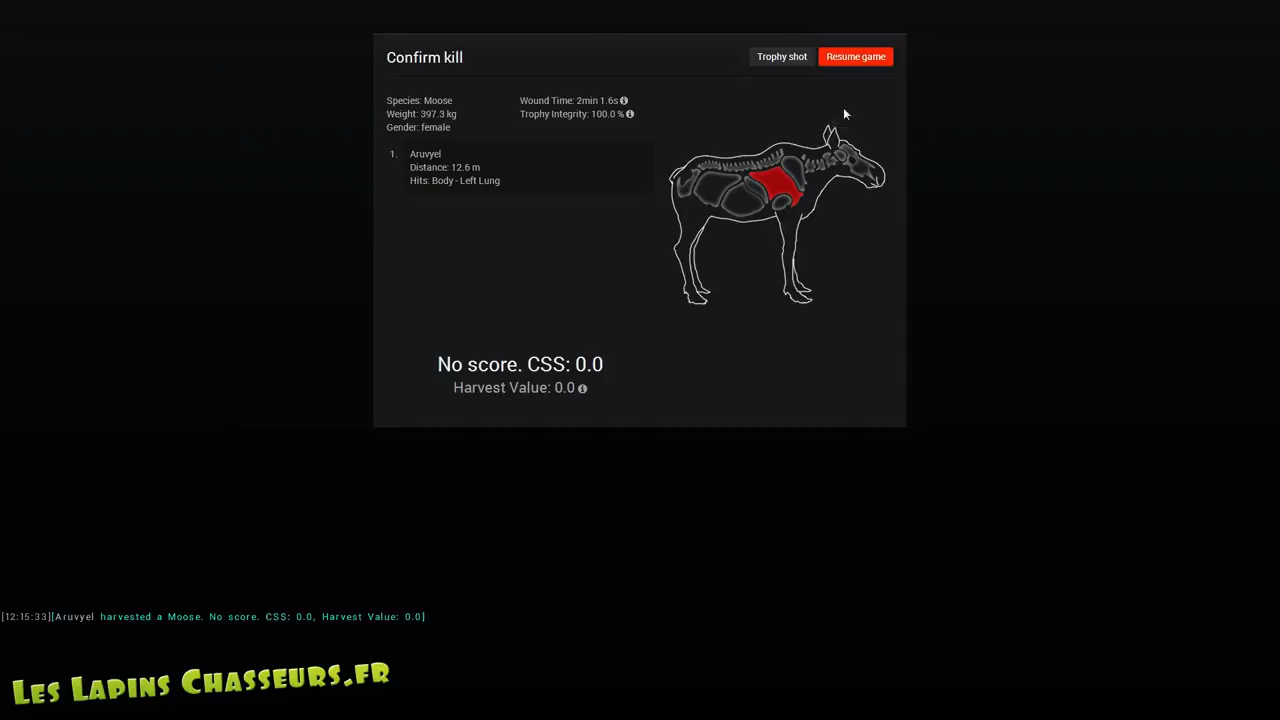 Confirm kill
Trophy shot
Resume game
Species: Moose
Weight: 397.3 kg
Gender: female
Wound Time: 2min 1.6s
Trophy Integrity: 100.0 %
1. Aruvyel
Distance: 12.6 m
Hits: Body - Left Lung
No score. CSS: 0.0
Harvest Value: 0.0
[12:15:33][Aruvyel harvested a Moose. No score. CSS: 0.0, Harvest Value: 0.0]
LES LAPINS CHASSEURS.FR